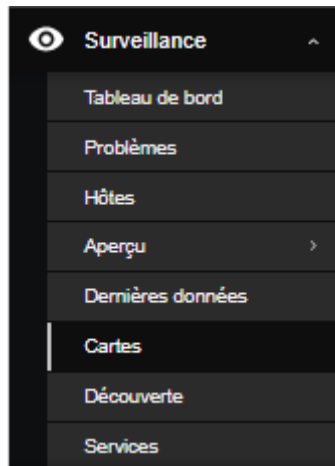 Surveillance
Tableau de bord
Problèmes
Hôtes
Aperçu
Dernières données
Cartes
Découverte
Services